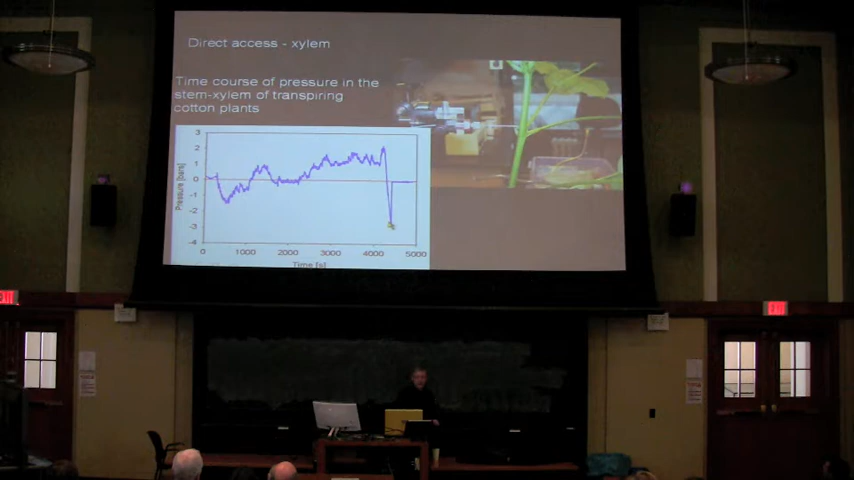 Direct access - xylem
Time course of pressure in the
stem-xylem of transpiring
cotton plants
3
2
1
0
-1
-2
-3
-4
Pressure [bars]
0 1000 2000 3000 4000 5000
Time [s]
EXIT